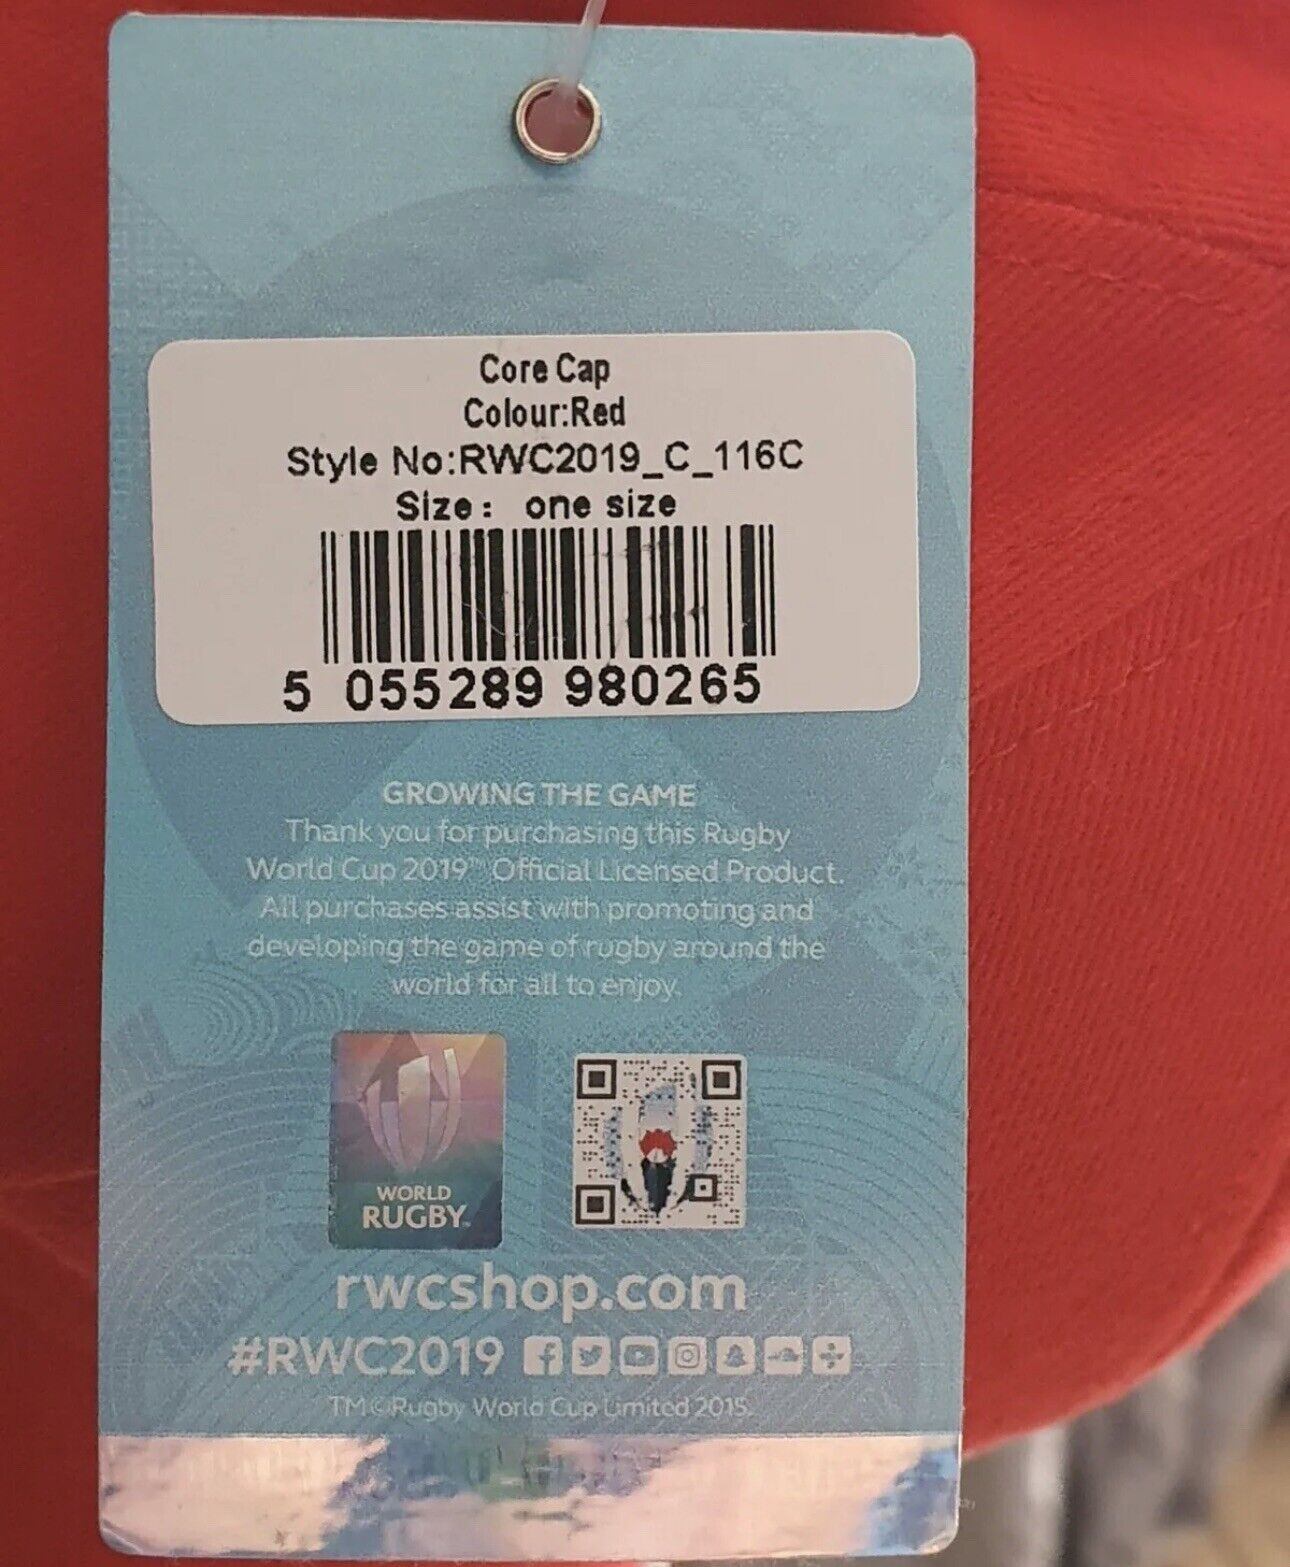 Core Cap
Colour:Red
Style No:RWC2019_C_116C
Size: one size
5 055289 980265
GROWING THE GAME
Thank you for purchasing this Rugby
World Cup 2019™ Official Licensed Product.
All purchases assist with promoting and
developing the game of rugby around the
world for all to enjoy.
WORLD
RUGBY™
rwcshop.com
#RWC2019
TM © Rugby World Cup Limited 2015.